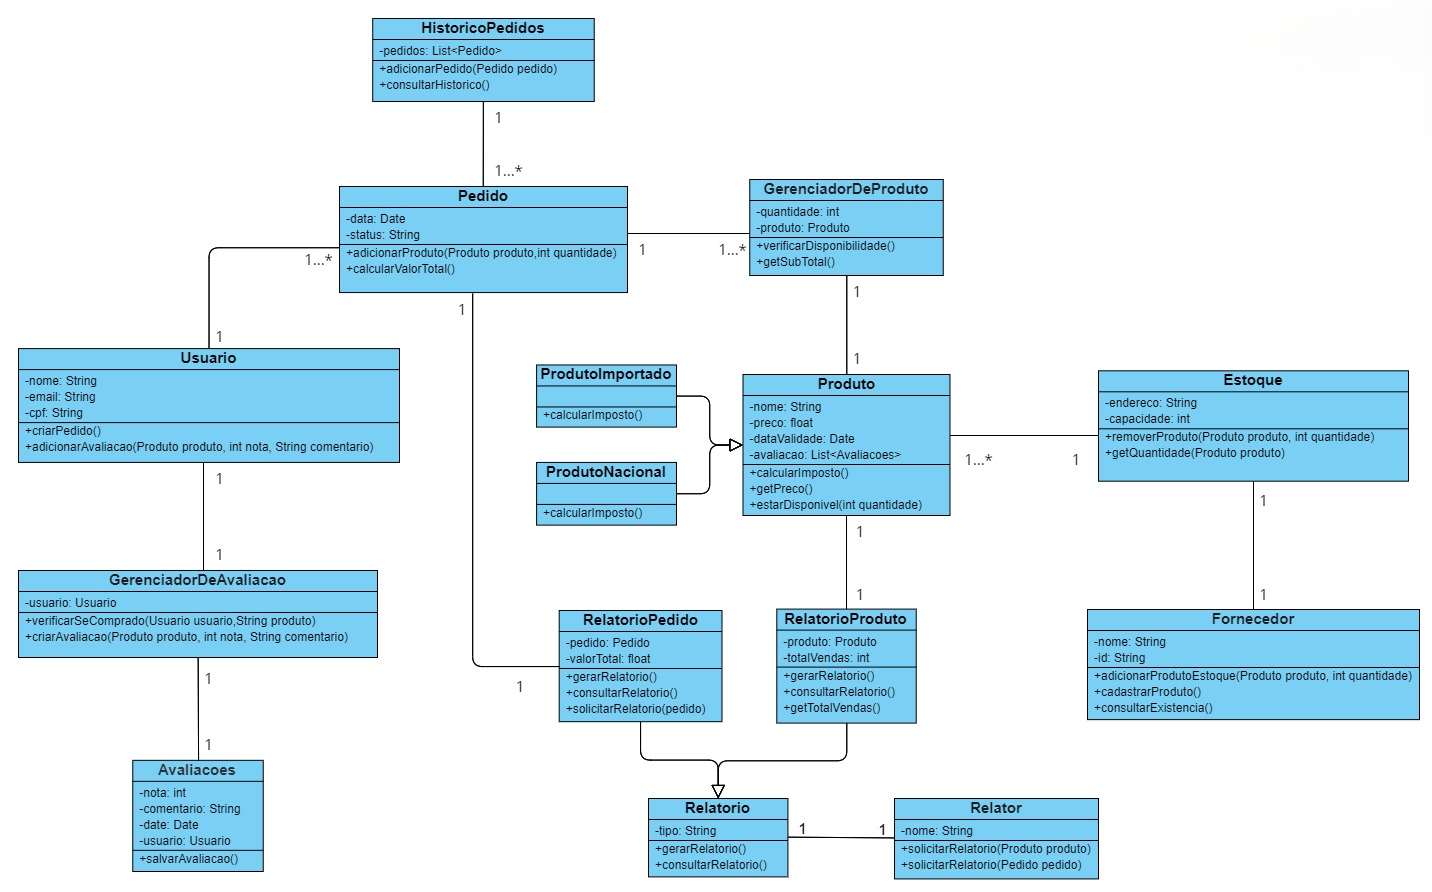 HistoricoPedidos
-pedidos: List<Pedido>
+adicionarPedido(Pedido pedido)
+consultarHistorico()
1
1...*
Pedido
-data: Date
-status: String
+adicionarProduto(Produto produto,int quantidade)
+calcularValorTotal()
1
1...*
GerenciadorDeProduto
-quantidade: int
-produto: Produto
+verificarDisponibilidade()
+getSubTotal()
1...*
1
1
1
1
Usuario
-nome: String
-email: String
-cpf: String
+criarPedido()
+adicionarAvaliacao(Produto produto, int nota, String comentario)
ProdutoImportado
+calcularImposto()
ProdutoNacional
+calcularImposto()
Produto
-nome: String
-preco: float
-dataValidade: Date
-avaliacao: List<Avaliacoes>
+calcularImposto()
+getPreco()
+estarDisponivel(int quantidade)
1...*
1
Estoque
-endereco: String
-capacidade: int
+removerProduto(Produto produto, int quantidade)
+getQuantidade(Produto produto)
1
1
1
1
1
1
GerenciadorDeAvaliacao
-usuario: Usuario
+verificarSeComprado(Usuario usuario,String produto)
+criarAvaliacao(Produto produto, int nota, String comentario)
1
RelatorioPedido
-pedido: Pedido
-valorTotal: float
+gerarRelatorio()
+consultarRelatorio()
+solicitarRelatorio(pedido)
RelatorioProduto
-produto: Produto
-totalVendas: int
+gerarRelatorio()
+consultarRelatorio()
+getTotalVendas()
Fornecedor
-nome: String
-id: String
+adicionarProdutoEstoque(Produto produto, int quantidade)
+cadastrarProduto()
+consultarExistencia()
1
1
Avaliacoes
-nota: int
-comentario: String
-date: Date
-usuario: Usuario
+salvarAvaliacao()
Relatorio
-tipo: String
+gerarRelatorio()
+consultarRelatorio()
1
1
Relator
-nome: String
+solicitarRelatorio(Produto produto)
+solicitarRelatorio(Pedido pedido)